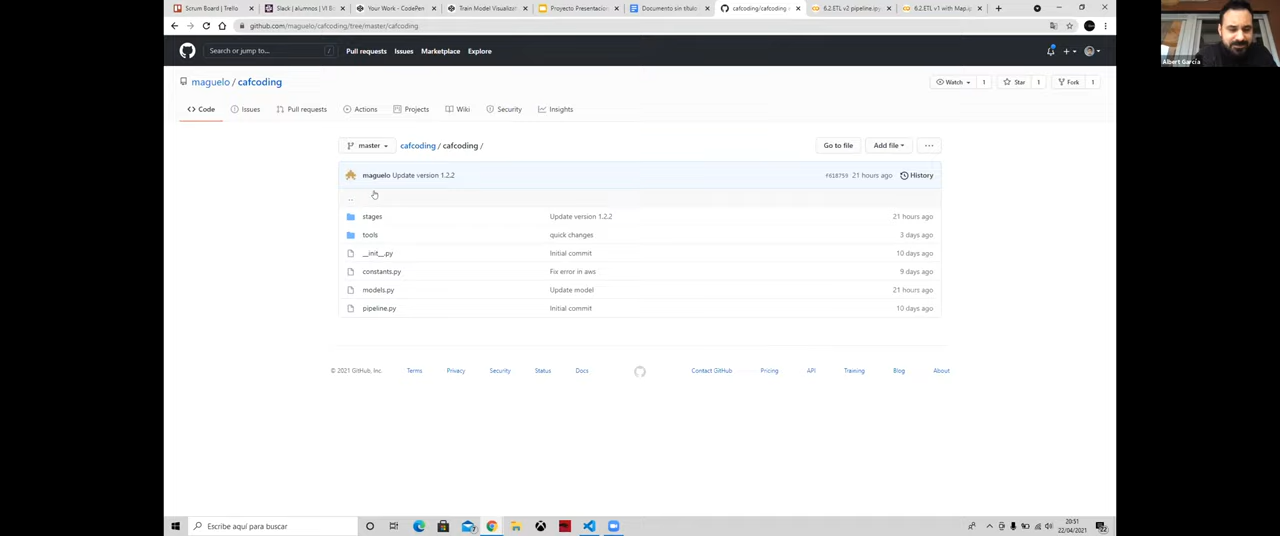 Scrum Board | Trello
Slack | alumnos | VI Ed
Your Work - CodePen
Train Model Visualiz
Proyecto Presentacion
Documento sin título
cafcoding/cafcoding
6.2.ETL v2 pipeline.ipy
6.2.ETL v1 with Map.ip
github.com/maguelo/cafcoding/tree/master/cafcoding
Albert García
Search or jump to...
/
Pull requests
Issues
Marketplace
Explore
maguelo / cafcoding
Watch
1
Star
1
Fork
1
Code
Issues
Pull requests
Actions
Projects
Wiki
Security
Insights
master
cafcoding / cafcoding /
Go to file
Add file
...
maguelo Update version 1.2.2
f618759
21 hours ago
History
..
stages
Update version 1.2.2
21 hours ago
tools
quick changes
3 days ago
__init__.py
Initial commit
10 days ago
constants.py
Fix error in aws
9 days ago
models.py
Update model
21 hours ago
pipeline.py
Initial commit
10 days ago
© 2021 GitHub, Inc.
Terms
Privacy
Security
Status
Docs
Contact GitHub
Pricing
API
Training
Blog
About
Escribe aquí para buscar
20:51
22/04/2021